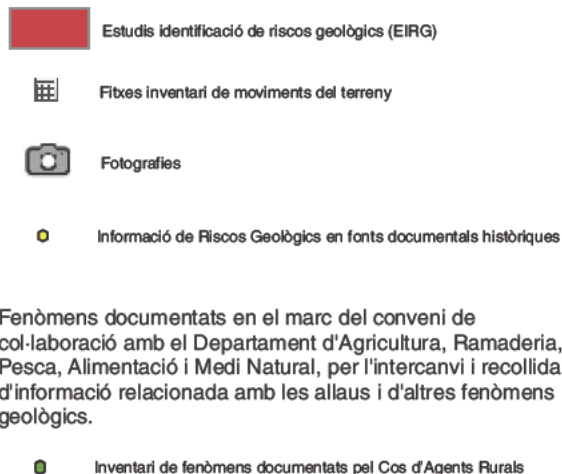 Estudis identificació de riscos geològics (EIRG)
Fitxes inventari de moviments del terreny
Fotografies
Informació de Riscos Geològics en fonts documentals històriques
Fenòmens documentats en el marc del conveni de
col·laboració amb el Departament d'Agricultura, Ramaderia,
Pesca, Alimentació i Medi Natural, per l'intercanvi i recollida
d'informació relacionada amb les allaus i d'altres fenòmens
geològics.
Inventari de fenòmens documentats pel Cos d'Agents Rurals